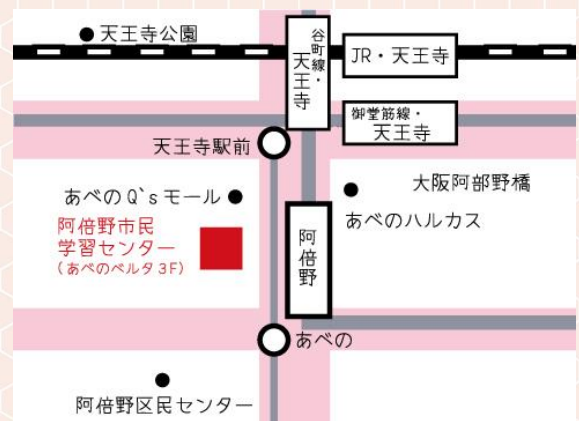 天王寺公園
谷町線・
天王寺
JR・天王寺
御堂筋線・
天王寺
天王寺駅前
あべのQ`sモール
大阪阿部野橋
あべのハルカス
阿倍野市民
学習センター
(あべのベルタ3F)
阿倍野
あべの
阿倍野区民センター